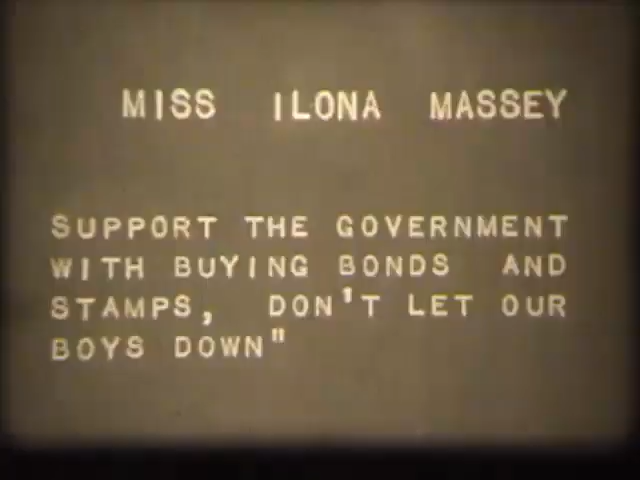 MISS ILONA MASSEY
SUPPORT THE GOVERNMENT
WITH BUYING BONDS AND
STAMPS, DON'T LET OUR
BOYS DOWN"